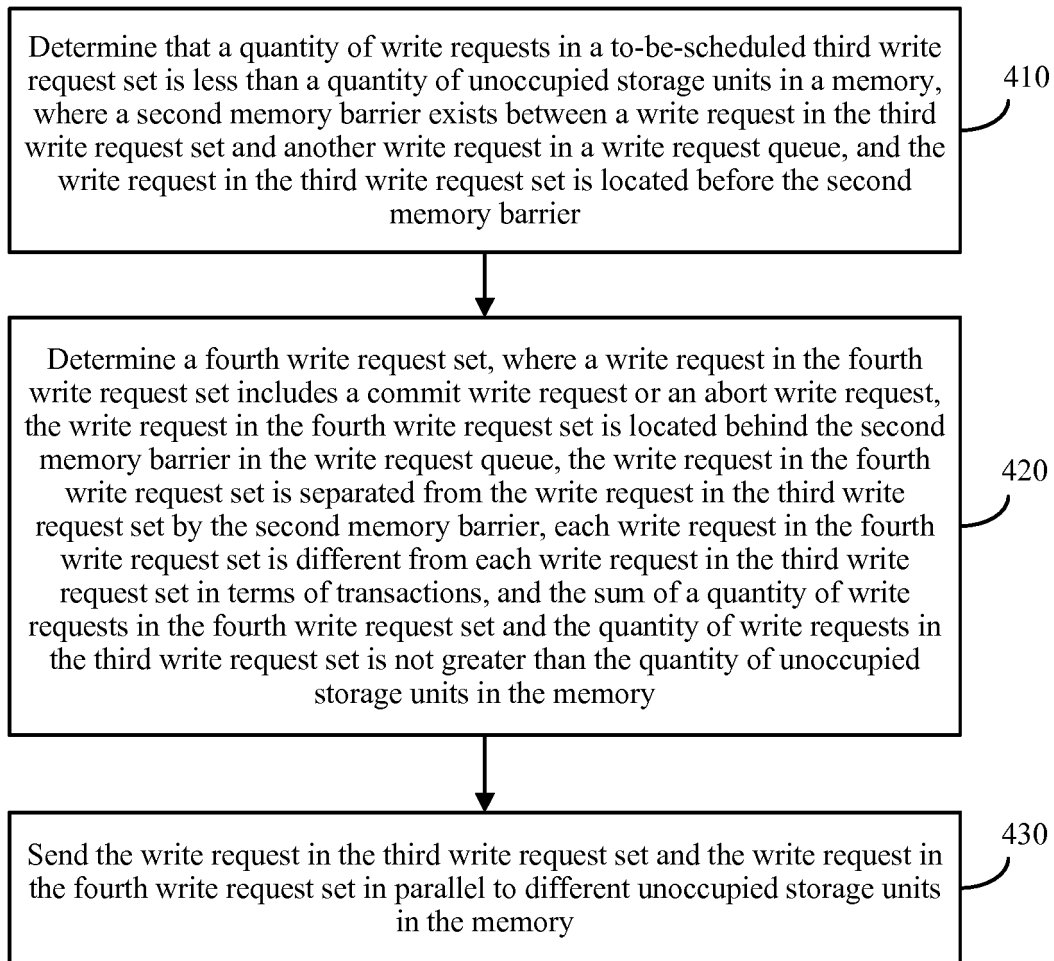 Determine that a quantity of write requests in a to-be-scheduled third write
request set is less than a quantity of unoccupied storage units in a memory,
where a second memory barrier exists between a write request in the third
write request set and another write request in a write request queue, and the
write request in the third write request set is located before the second
memory barrier
410
Determine a fourth write request set, where a write request in the fourth
write request set includes a commit write request or an abort write request,
the write request in the fourth write request set is located behind the second
memory barrier in the write request queue, the write request in the fourth
write request set is separated from the write request in the third write
request set by the second memory barrier, each write request in the fourth
write request set is different from each write request in the third write
request set in terms of transactions, and the sum of a quantity of write
requests in the fourth write request set and the quantity of write requests in
the third write request set is not greater than the quantity of unoccupied
storage units in the memory
420
Send the write request in the third write request set and the write request in
the fourth write request set in parallel to different unoccupied storage units
in the memory
430